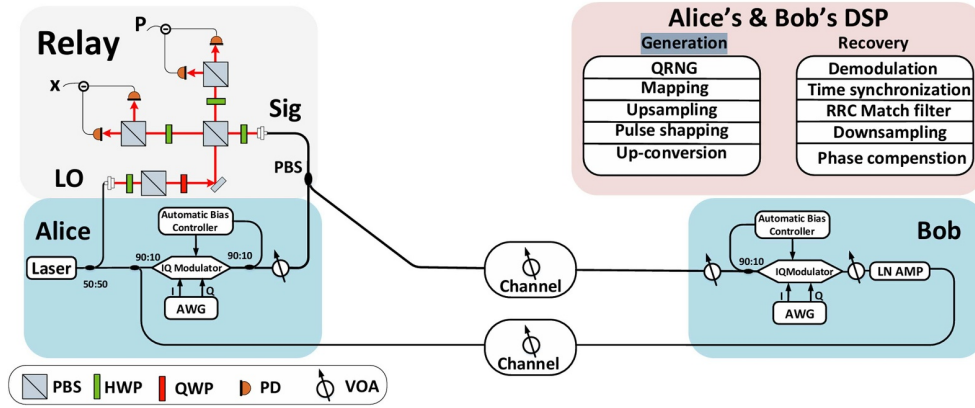 Relay
P
x
Sig
LO
PBS
Alice's & Bob's DSP
Generation
QRNG
Mapping
Upsampling
Pulse shapping
Up-conversion
Recovery
Demodulation
Time synchronization
RRC Match filter
Downsampling
Phase compenstion
Alice
Automatic Bias
Controller
Laser
50:50
90:10
IQ Modulator
90:10
I
Q
AWG
Channel
Channel
Bob
Automatic Bias
Controller
90:10
IQModulator
LN AMP
I
Q
AWG
PBS
HWP
QWP
PD
VOA